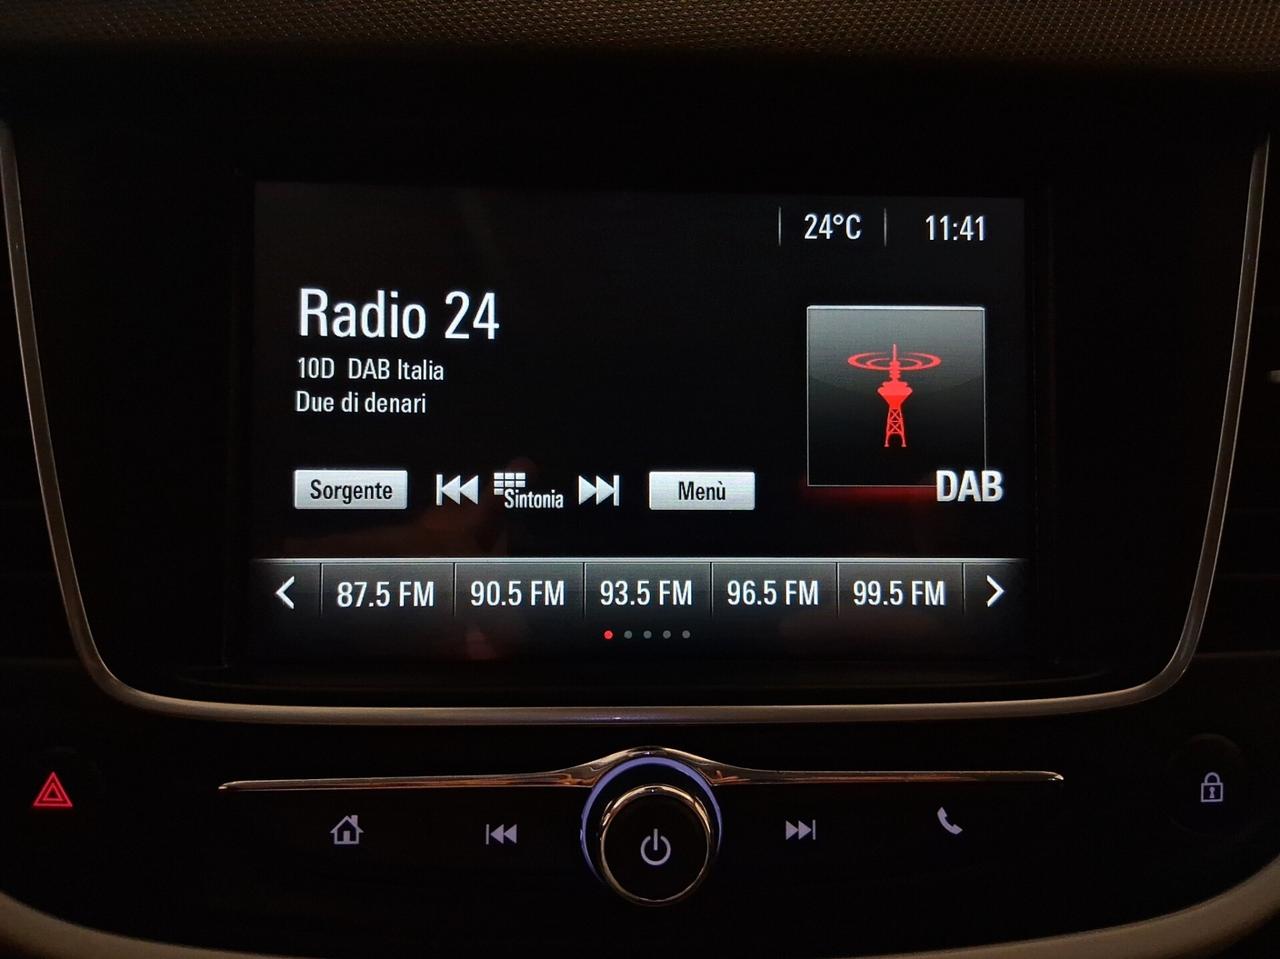 24°C 11:41
Radio 24
10D DAB Italia
Due di denari
DAB
Sorgente Sintonia Menù
87.5 FM 90.5 FM 93.5 FM 96.5 FM 99.5 FM